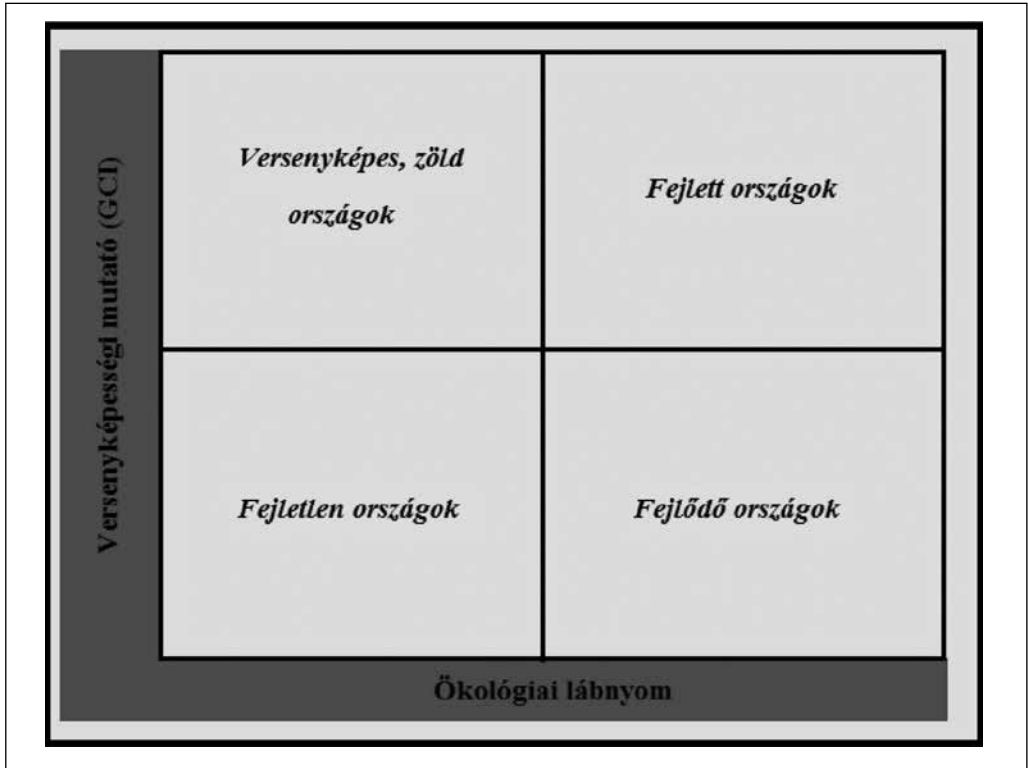 Versenyképességi mutató (GCI)
Versenyképes, zöld
országok
Fejlett országok
Fejletlen országok
Fejlődő országok
Ökológiai lábnyom